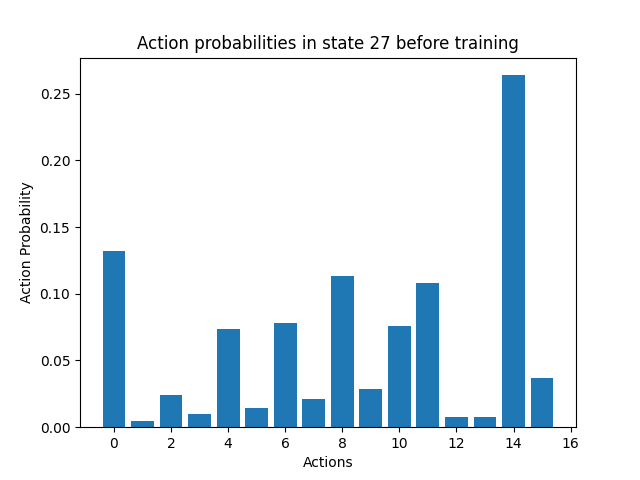 Action probabilities in state 27 before training
Action Probability
0.25
0.20
0.15
0.10
0.05
0.00
0 2 4 6 8 10 12 14 16
Actions